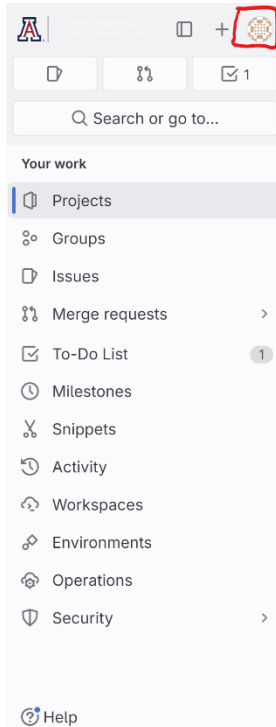 A
1
Search or go to...
Your work
Projects
Groups
Issues
Merge requests
To-Do List 1
Milestones
Snippets
Activity
Workspaces
Environments
Operations
Security
Help